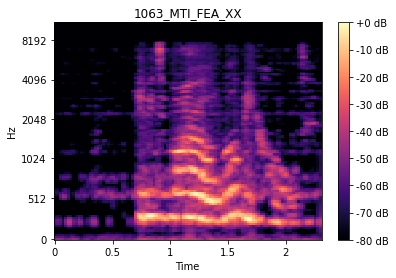 1063_MTI_FEA_XX
8192
4096
2048
1024
512
0
Hz
0
0.5
1
1.5
2
Time
+0 dB
-10 dB
-20 dB
-30 dB
-40 dB
-50 dB
-60 dB
-70 dB
-80 dB